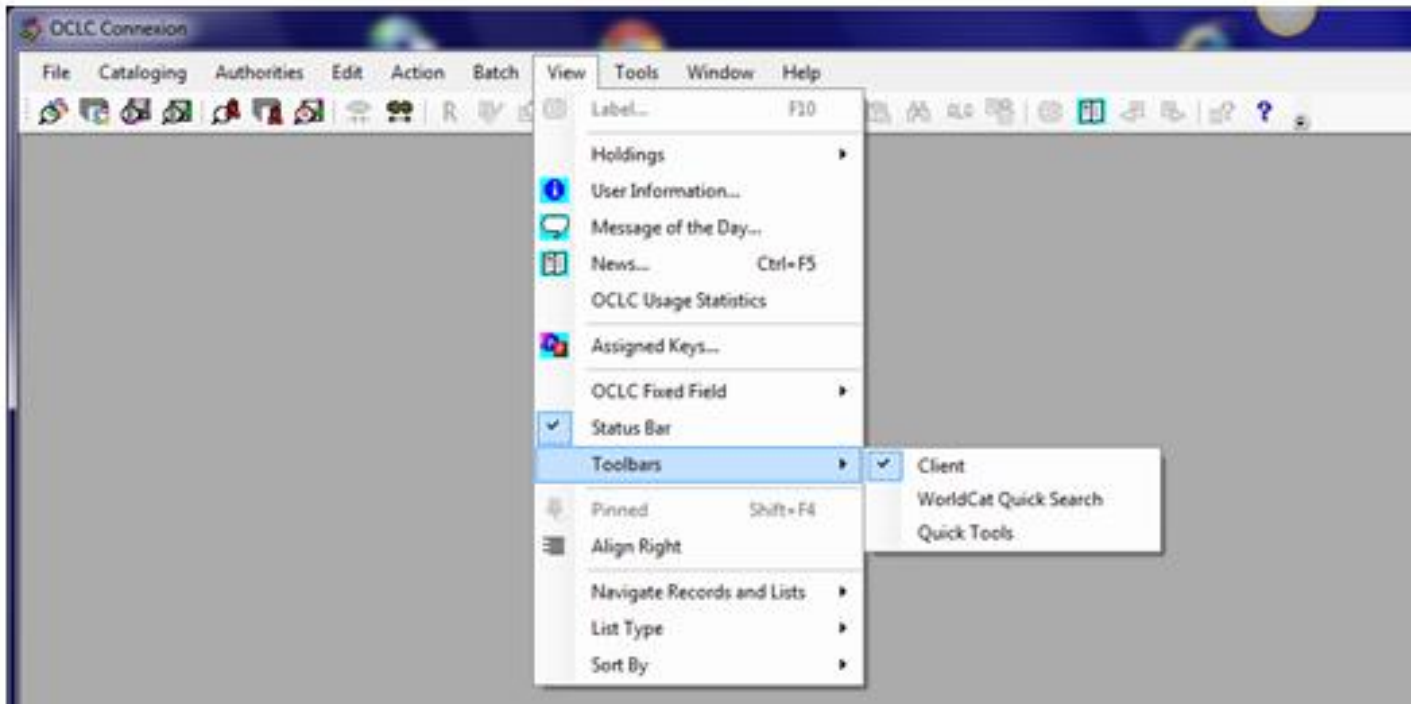 OCLC Connexion
File Cataloging Authorities Edit Action Batch View Tools Window Help
R ?
Label... F10
Holdings
User Information...
Message of the Day...
News... Ctrl+F5
OCLC Usage Statistics
Assigned Keys...
OCLC Fixed Field
Status Bar
Toolbars
Client
WorldCat Quick Search
Quick Tools
Pinned Shift+F4
Align Right
Navigate Records and Lists
List Type
Sort By